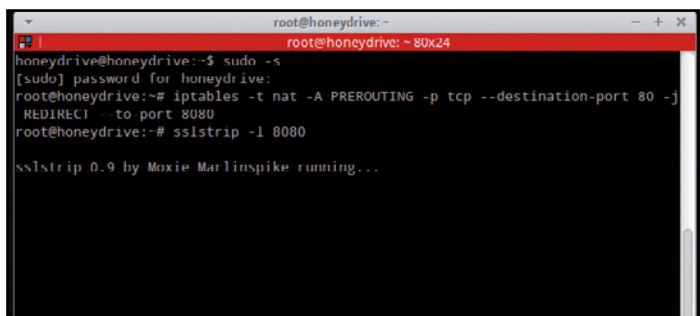 root@honeydrive: ~
root@honeydrive: ~ 80x24
honeydrive@honeydrive:~$ sudo -s
[sudo] password for honeydrive:
root@honeydrive:~# iptables -t nat -A PREROUTING -p tcp --destination-port 80 -j
REDIRECT --to-port 8080
root@honeydrive:~# sslstrip -l 8080
sslstrip 0.9 by Moxie Marlinspike running...